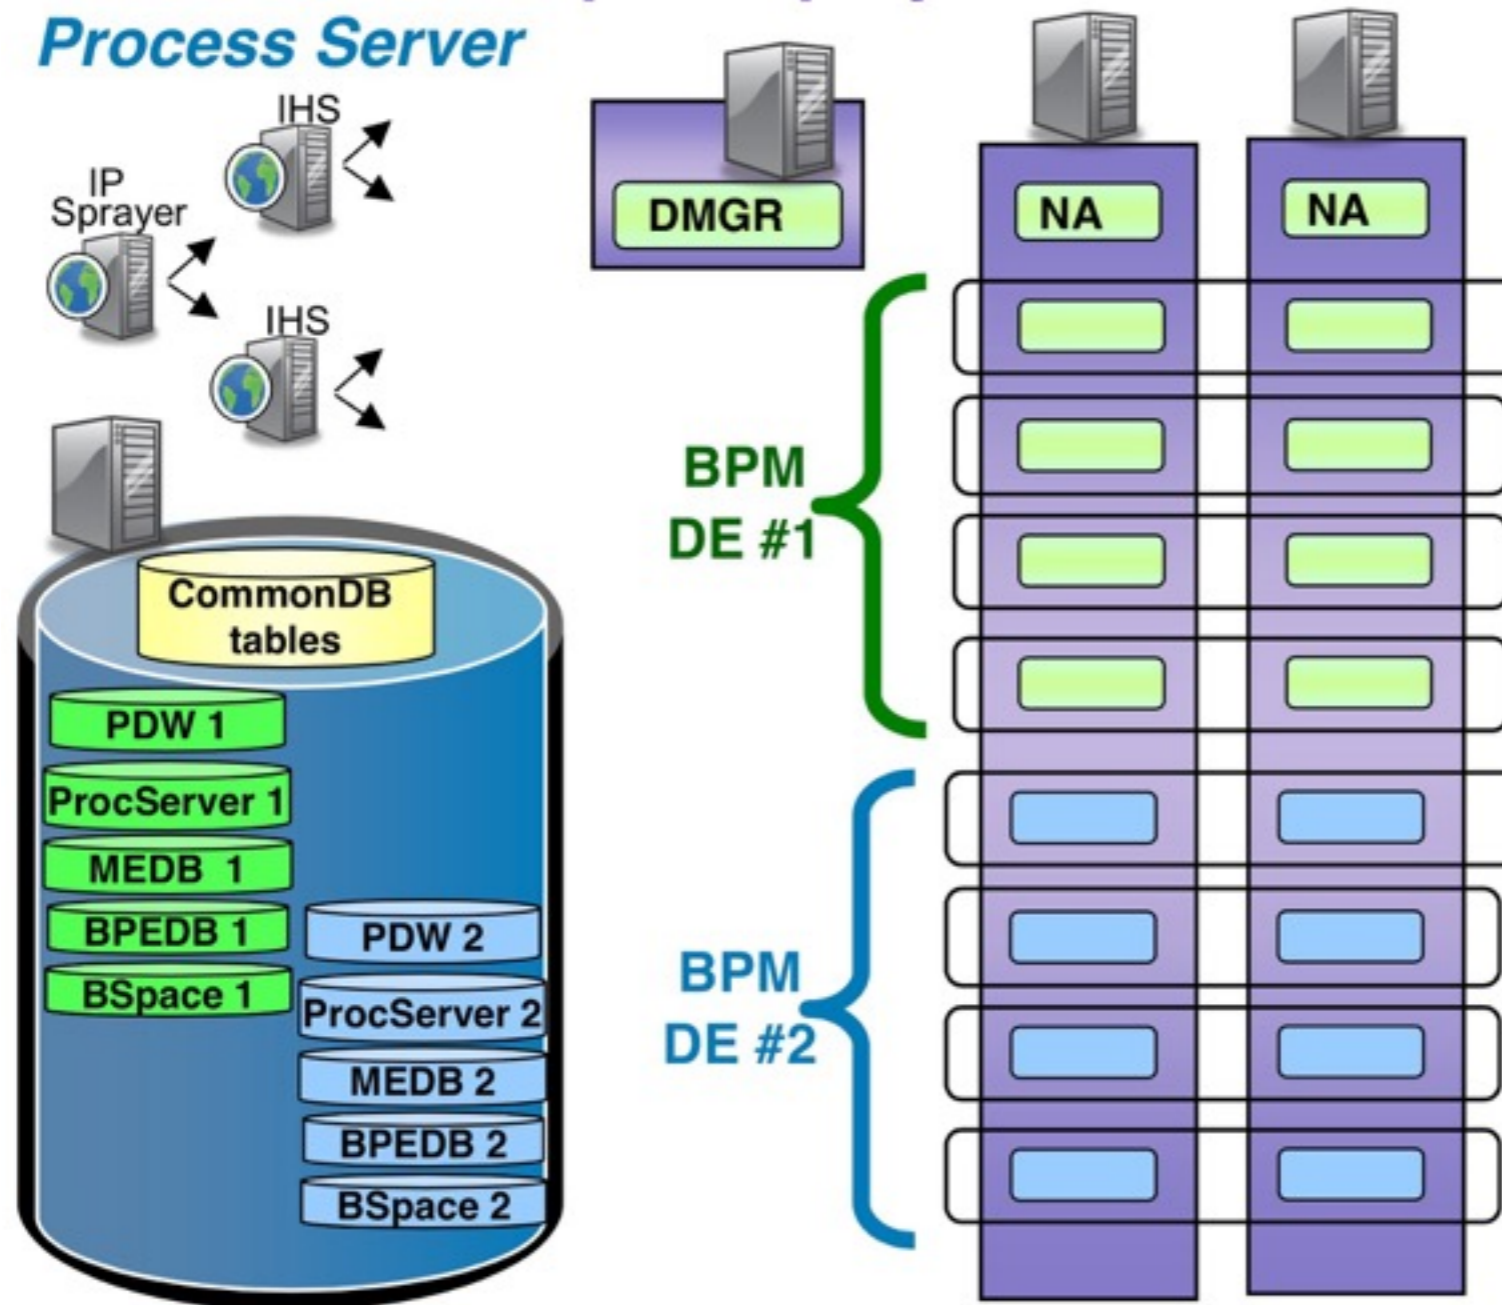 Process Server
IHS
IP
Sprayer
IHS
DMGR
NA
NA
BPM
DE #1
CommonDB
tables
PDW 1
ProcServer 1
MEDB 1
BPEDB 1
BSpace 1
PDW 2
ProcServer 2
MEDB 2
BPEDB 2
BSpace 2
BPM
DE #2